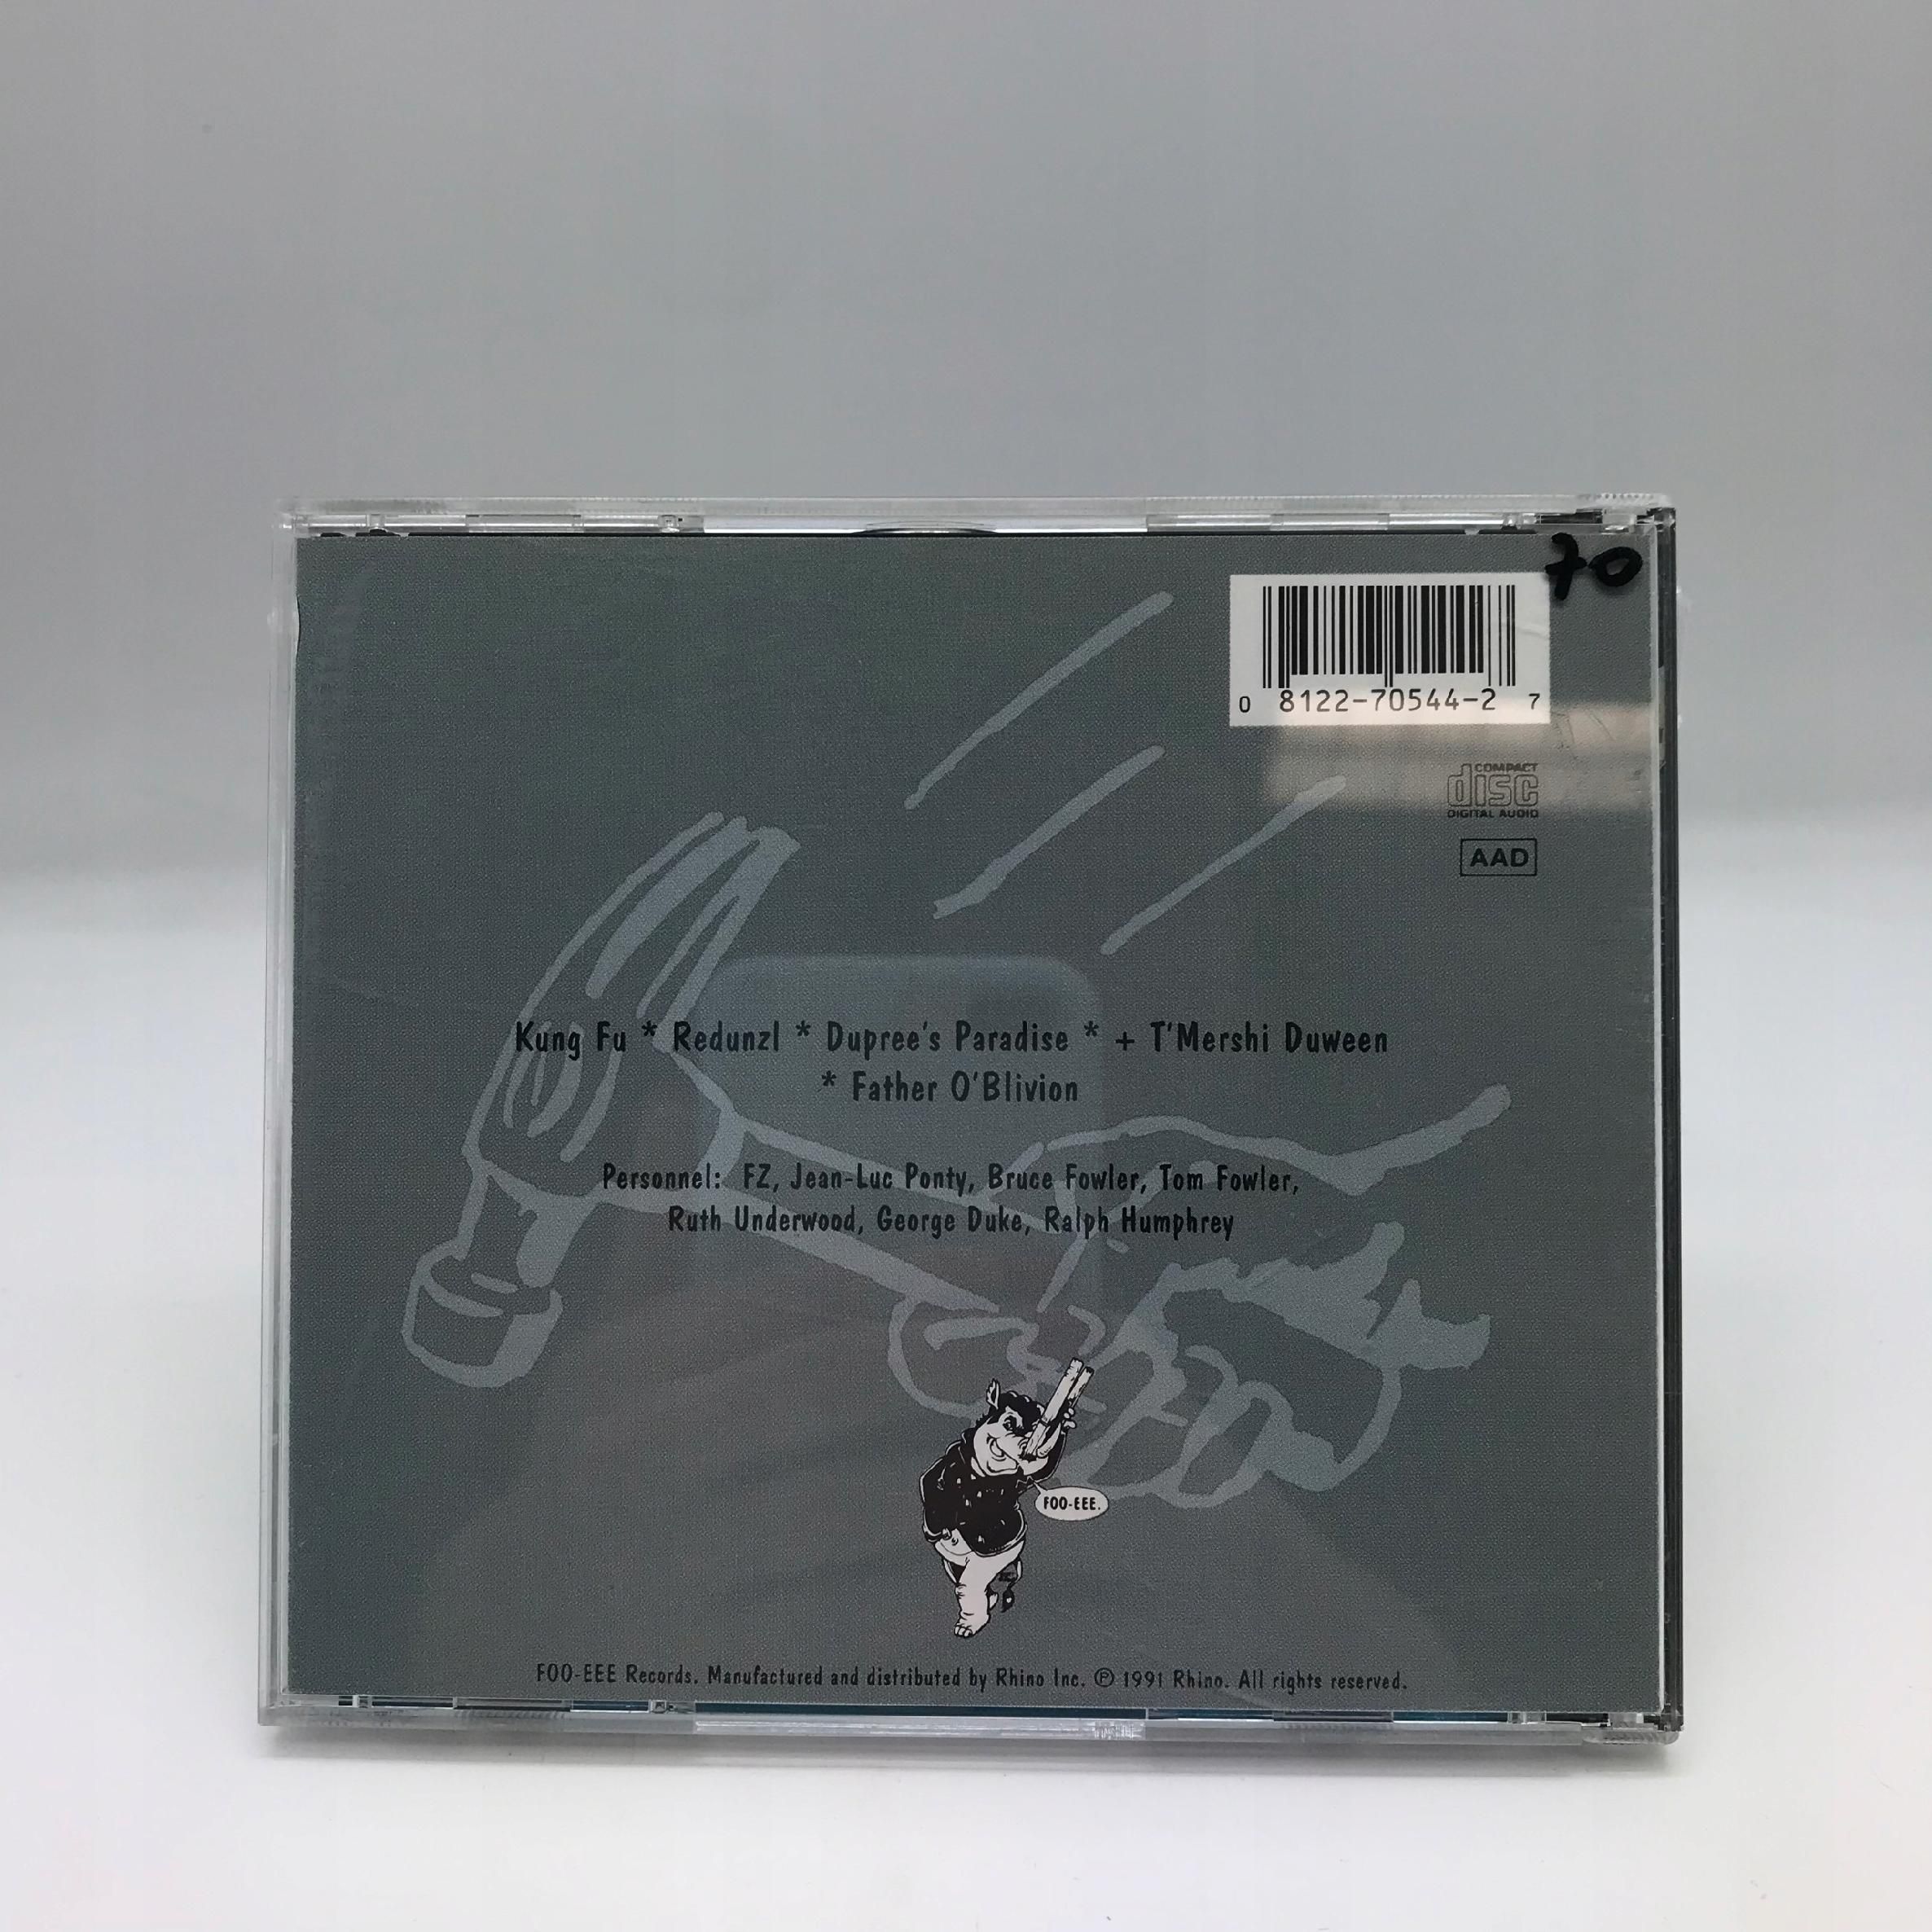 70
0 8122-70544-2 7
COMPACT
disc
DIGITAL AUDIO
AAD
Kung Fu * Redunzl * Dupree's Paradise * + T'Mershi Duween
* Father O'Blivion
Personnel: FZ, Jean-Luc Ponty, Bruce Fowler, Tom Fowler,
Ruth Underwood, George Duke, Ralph Humphrey
FOO-EEE.
FOO-EEE Records. Manufactured and distributed by Rhino Inc. ℗ 1991 Rhino. All rights reserved.